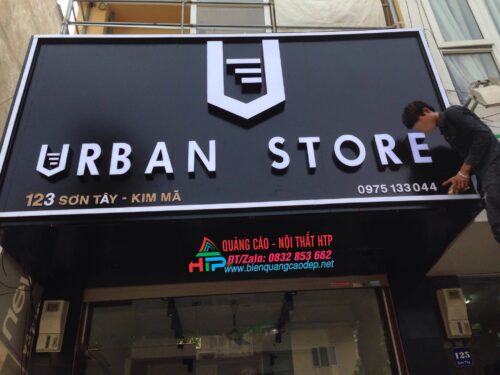 URBAN STORE
123 SƠN TÂY - KIM MÃ
0975 133 044
QUẢNG CÁO - NỘI THẤT HTP
HTP
ĐT/Zalo: 0832 853 662
www.bienquangcaodep.net
125